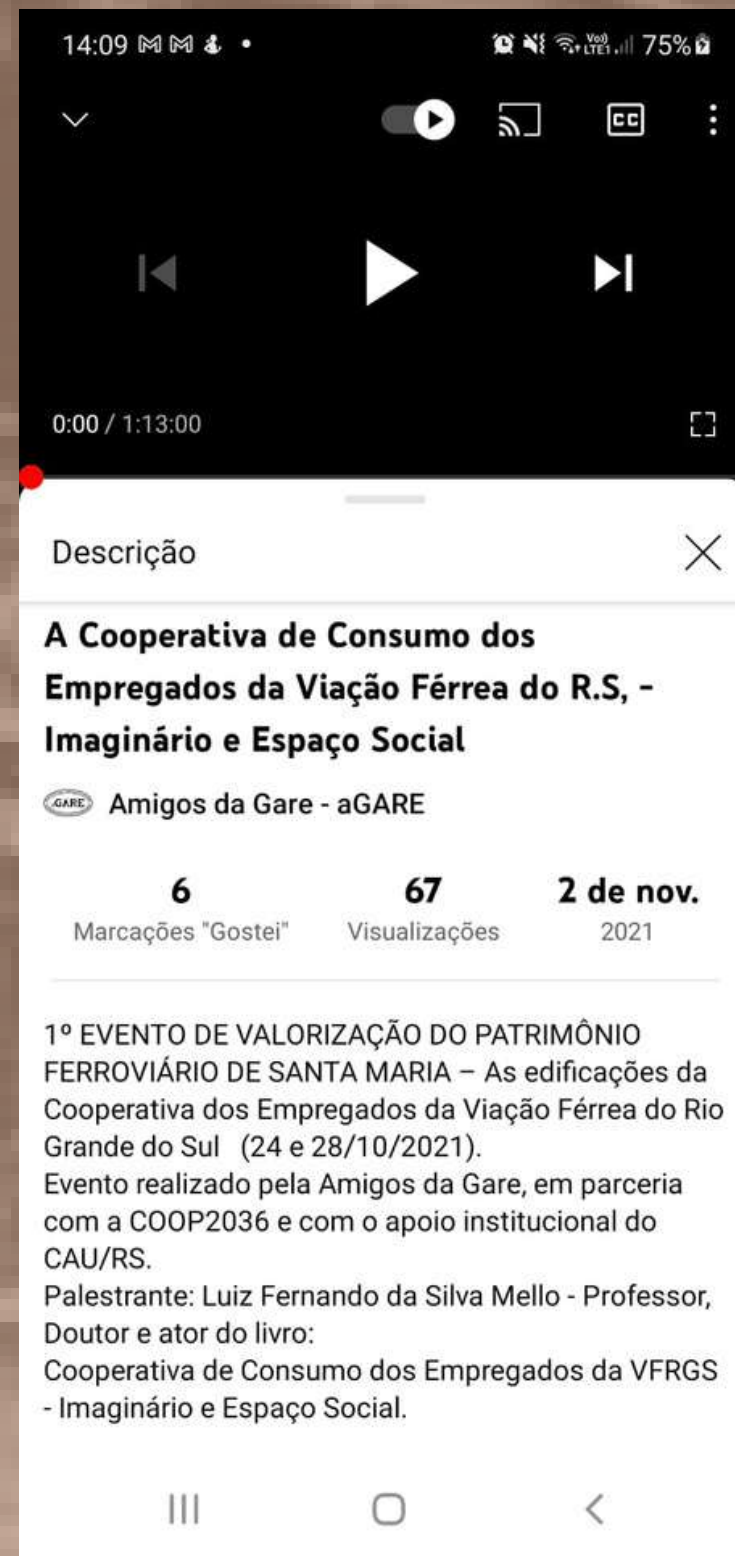 14:09
Vo))
LTE1
75%
CC
0:00 / 1:13:00
Descrição
A Cooperativa de Consumo dos
Empregados da Viação Férrea do R.S, -
Imaginário e Espaço Social
GARE Amigos da Gare - aGARE
6 67 2 de nov.
Marcações "Gostei" Visualizações 2021
1º EVENTO DE VALORIZAÇÃO DO PATRIMÔNIO
FERROVIÁRIO DE SANTA MARIA – As edificações da
Cooperativa dos Empregados da Viação Férrea do Rio
Grande do Sul (24 e 28/10/2021).
Evento realizado pela Amigos da Gare, em parceria
com a COOP2036 e com o apoio institucional do
CAU/RS.
Palestrante: Luiz Fernando da Silva Mello - Professor,
Doutor e ator do livro:
Cooperativa de Consumo dos Empregados da VFRGS
- Imaginário e Espaço Social.